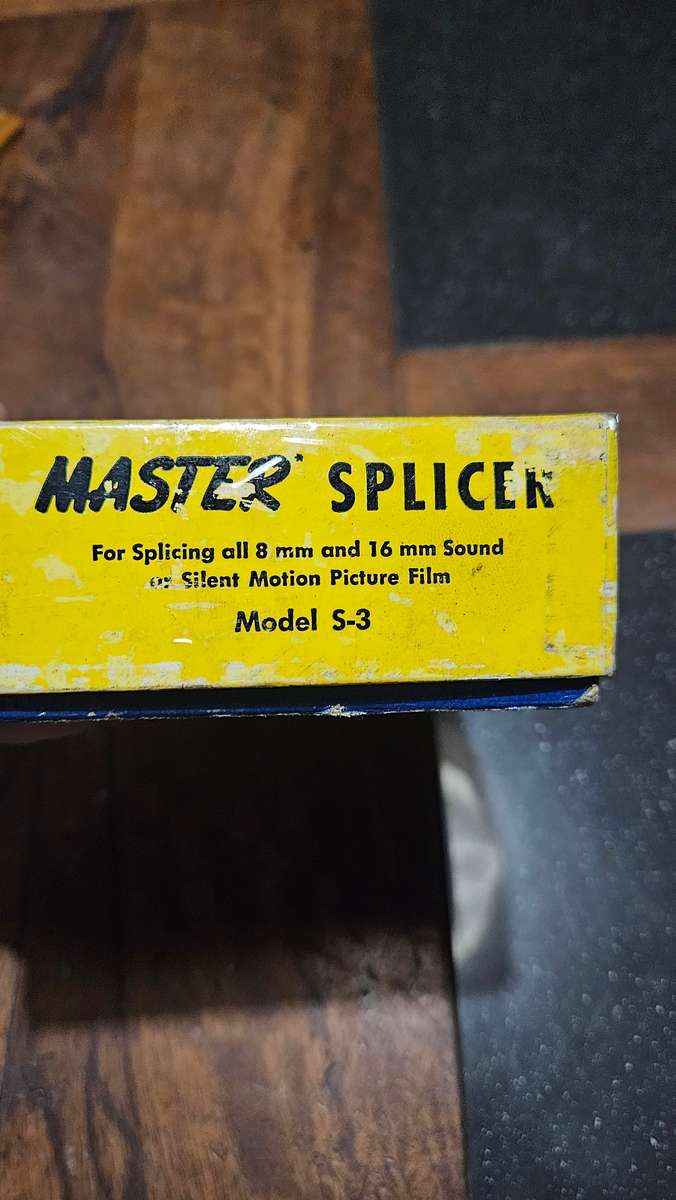 MASTER* SPLICER
For Splicing all 8 mm and 16 mm Sound
or Silent Motion Picture Film
Model S-3